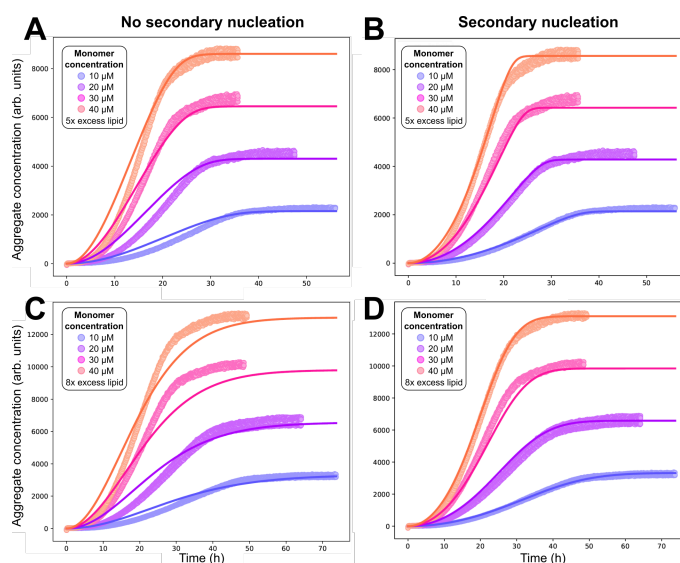 No secondary nucleation
Secondary nucleation
A
Monomer
concentration
10 μM
20 μM
30 μM
40 μM
5x excess lipid
Aggregate concentration (arb. units)
8000
6000
4000
2000
0
0 10 20 30 40 50
B
Monomer
concentration
10 μM
20 μM
30 μM
40 μM
5x excess lipid
8000
6000
4000
2000
0
0 10 20 30 40 50
C
Monomer
concentration
10 μM
20 μM
30 μM
40 μM
8x excess lipid
Aggregate concentration (arb. units)
12000
10000
8000
6000
4000
2000
0
0 10 20 30 40 50 60 70
Time (h)
D
Monomer
concentration
10 μM
20 μM
30 μM
40 μM
8x excess lipid
12000
10000
8000
6000
4000
2000
0
0 10 20 30 40 50 60 70
Time (h)